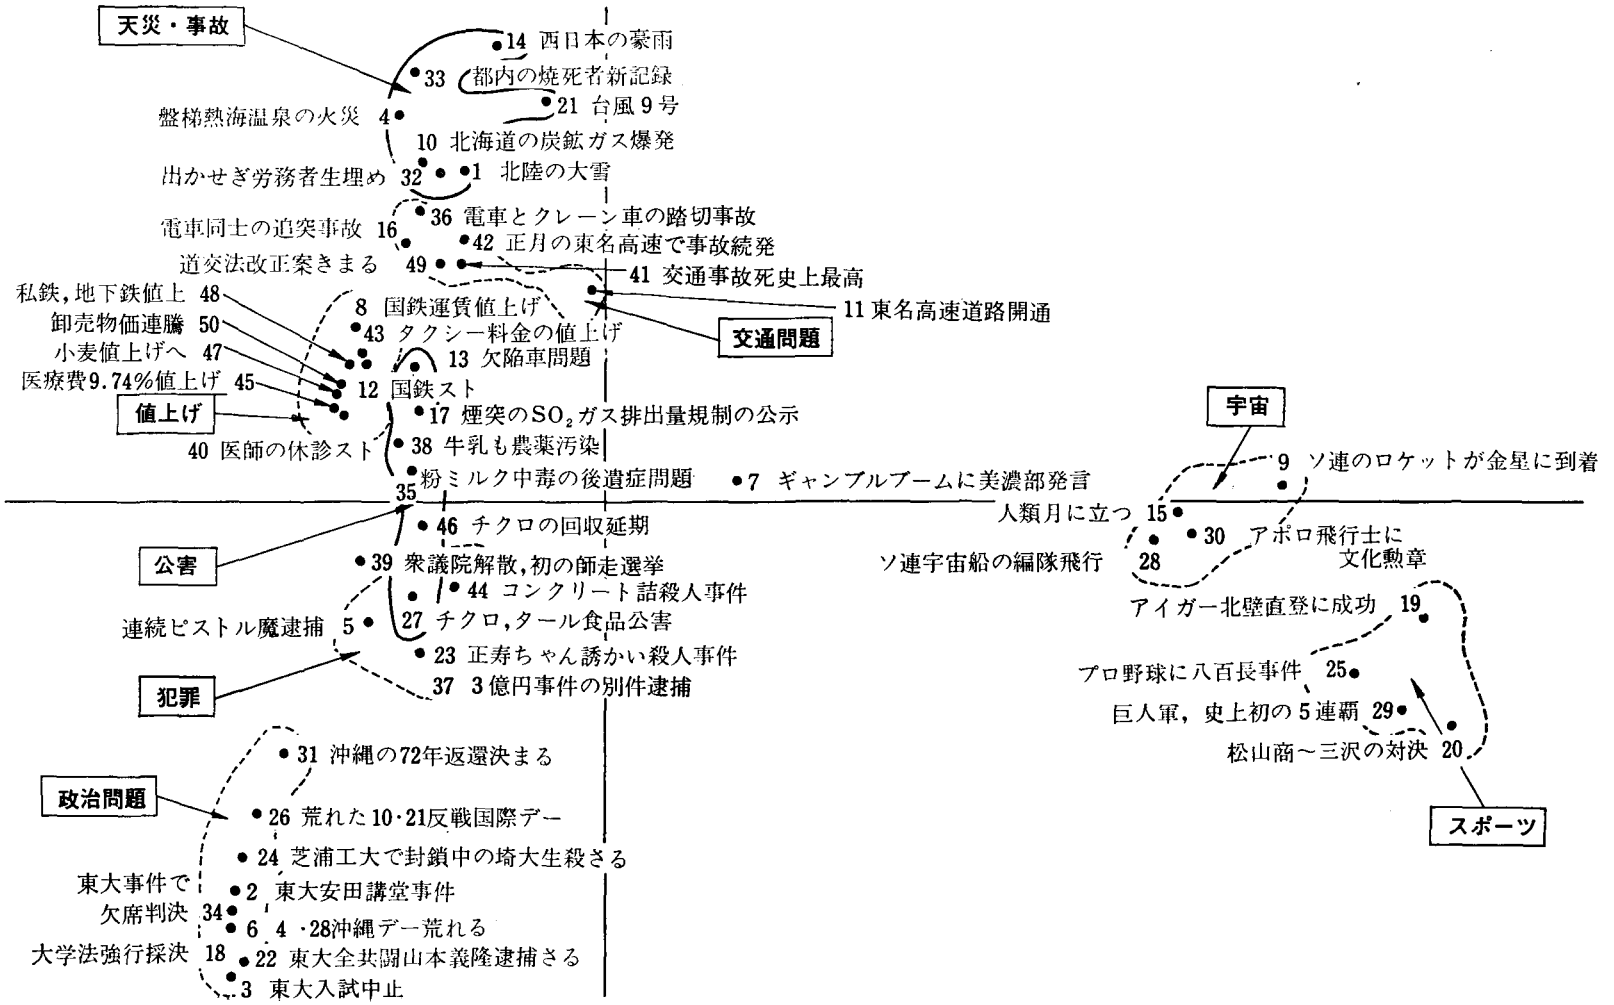 天災・事故
14 西日本の豪雨
33 都内の焼死者新記録
21 台風9号
盤梯熱海温泉の火災 4
10 北海道の炭鉱ガス爆発
出かせぎ労務者生埋め 32
1 北陸の大雪
36 電車とクレーン車の踏切事故
電車同士の追突事故 16
42 正月の東名高速で事故続発
道交法改正案きまる 49
41 交通事故死史上最高
11 東名高速道路開通
交通問題
私鉄,地下鉄値上 48
8 国鉄運賃値上げ
卸売物価連騰 50
43 タクシー料金の値上げ
小麦値上げへ 47
13 欠陥車問題
医療費9.74%値上げ 45
12 国鉄スト
値上げ
17 煙突のSO₂ガス排出量規制の公示
40 医師の休診スト
38 牛乳も農薬汚染
35 粉ミルク中毒の後遺症問題
7 ギャンブルブームに美濃部発言
宇宙
9 ソ連のロケットが金星に到着
人類月に立つ 15
30 アポロ飛行士に
文化勲章
ソ連宇宙船の編隊飛行 28
46 チクロの回収延期
公害
39 衆議院解散,初の師走選挙
44 コンクリート詰殺人事件
連続ピストル魔逮捕 5
27 チクロ,タール食品公害
23 正寿ちゃん誘かい殺人事件
37 3億円事件の別件逮捕
犯罪
アイガー北壁直登に成功 19
プロ野球に八百長事件 25
巨人軍,史上初の5連覇 29
松山商～三沢の対決 20
スポーツ
31 沖縄の72年返還決まる
政治問題
26 荒れた10・21反戦国際デー
24 芝浦工大で封鎖中の埼大生殺さる
東大事件で
欠席判決 34
2 東大安田講堂事件
6 4・28沖縄デー荒れる
大学法強行採決 18
22 東大全共闘山本義隆逮捕さる
3 東大入試中止